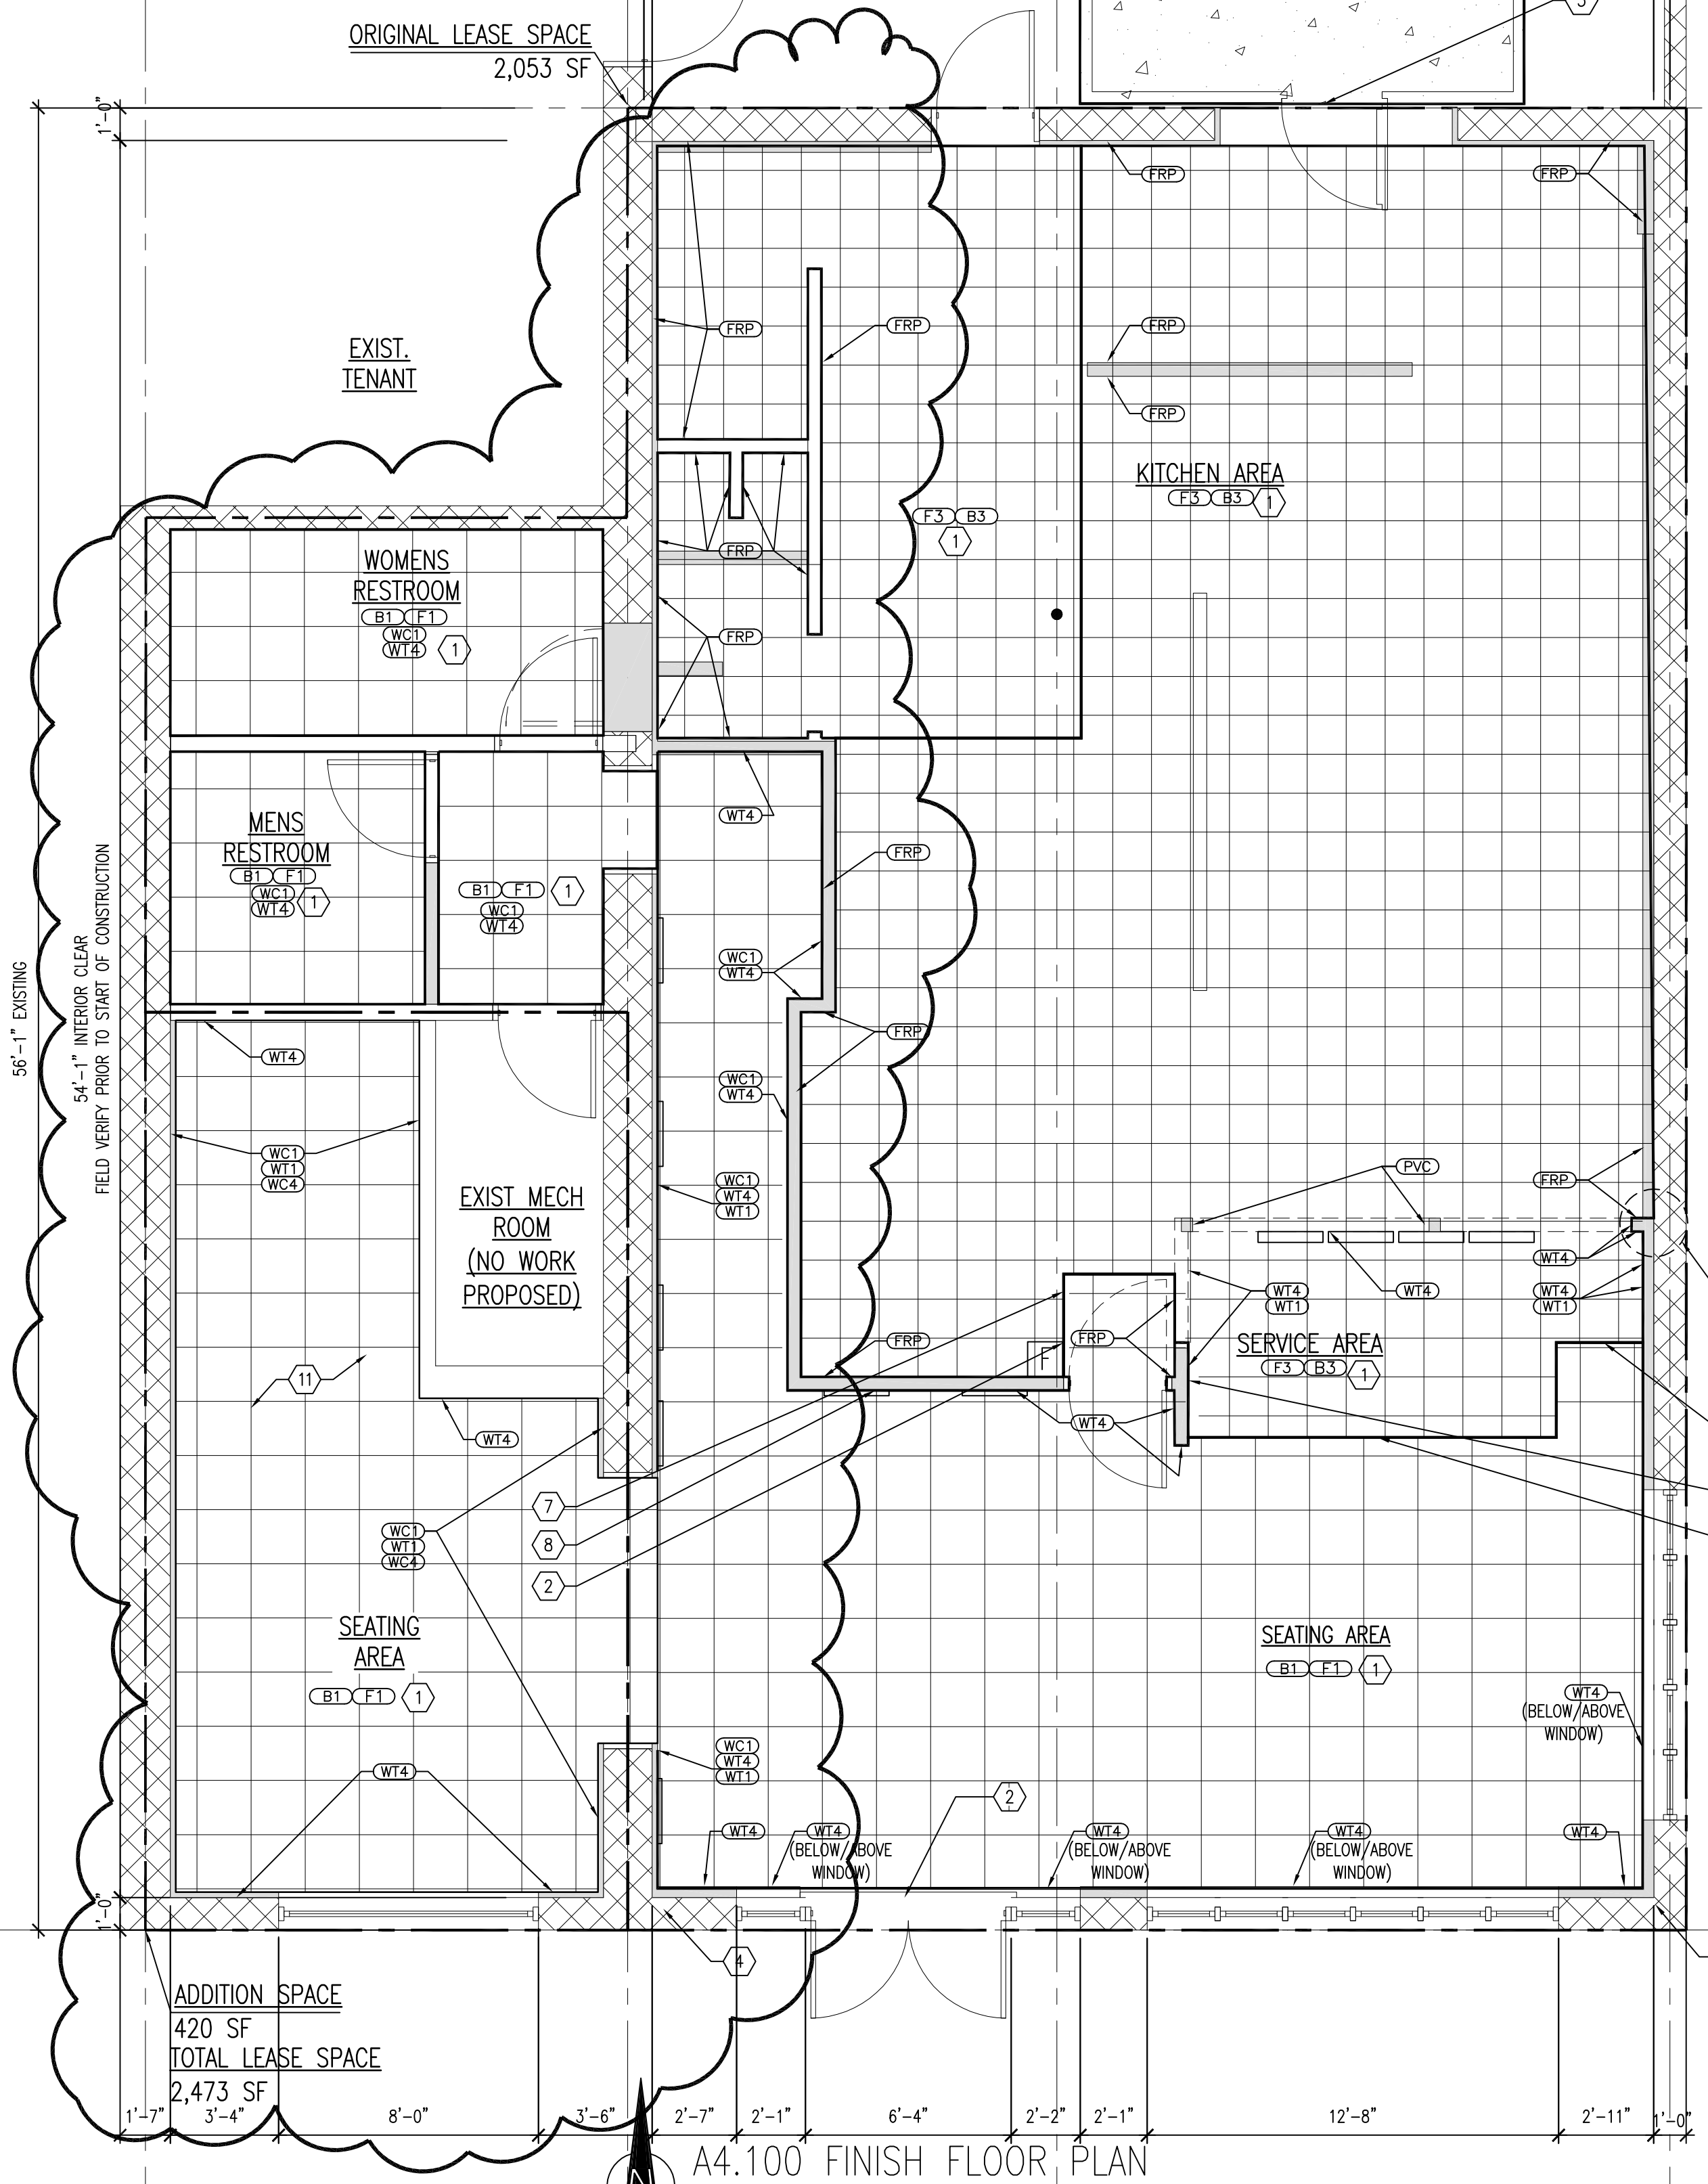 ORIGINAL LEASE SPACE
2,053 SF
1'-0"
FRP
FRP
FRP
FRP
FRP
FRP
EXIST.
TENANT
KITCHEN AREA
F3 B3 1
F3 B3
1
FRP
WOMENS
RESTROOM
B1 F1
WC1
WT4 1
FRP
MENS
RESTROOM
B1 F1
WC1
WT4 1
B1 F1 1
WC1
WT4
WT4
FRP
WC1
WT4
FRP
56'-1" EXISTING
54'-1" INTERIOR CLEAR
FIELD VERIFY PRIOR TO START OF CONSTRUCTION
WT4
WC1
WT4
WC1
WT1
WC4
WC1
WT4
WT1
EXIST MECH
ROOM
(NO WORK
PROPOSED)
PVC
FRP
WT4
WT4
WT1
WT4
WT4
WT1
FRP
F
FRP
SERVICE AREA
F3 B3 1
11
WT4
WT4
7
8
2
WC1
WT1
WC4
SEATING
AREA
B1 F1 1
SEATING AREA
B1 F1 1
WT4
(BELOW/ABOVE
WINDOW)
WC1
WT4
WT1
WT4
2
WT4
WT4
(BELOW/ABOVE
WINDOW)
WT4
(BELOW/ABOVE
WINDOW)
WT4
(BELOW/ABOVE
WINDOW)
WT4
1'-0"
4
ADDITION SPACE
420 SF
TOTAL LEASE SPACE
2,473 SF
1'-7" 3'-4" 8'-0" 3'-6" 2'-7" 2'-1" 6'-4" 2'-2" 2'-1" 12'-8" 2'-11" 1'-0"
A4.100 FINISH FLOOR PLAN